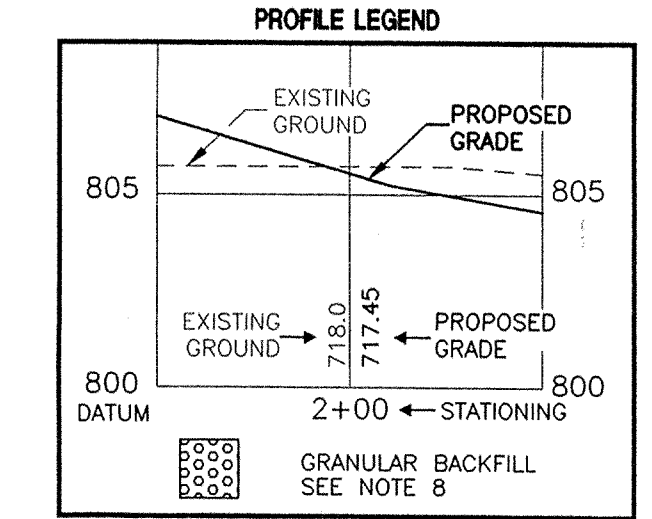 PROFILE LEGEND
EXISTING
GROUND
PROPOSED
GRADE
805
805
EXISTING
GROUND
718.0
717.45
PROPOSED
GRADE
800
800
DATUM
2+00
STATIONING
GRANULAR BACKFILL
SEE NOTE 8